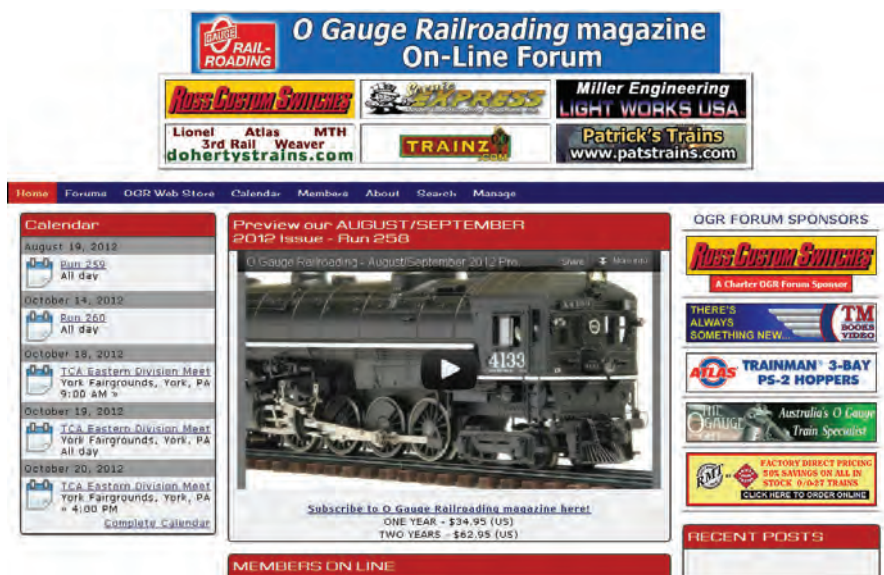 GAUGE
RAIL-
ROADING
O Gauge Railroading magazine
On-Line Forum
ROSS CUSTOM SWITCHES
EXPRESS
Miller Engineering
LIGHT WORKS USA
Lionel Atlas MTH
3rd Rail Weaver
dohertystrains.com
TRAINZ
.COM
Patrick's Trains
www.patstrains.com
Home Forums OGR Web Store Calendar Members About Search Manage
Calendar
August 19, 2012
Run 259
All day
October 14, 2012
Run 260
All day
October 18, 2012
TCA Eastern Division Meet
York Fairgrounds, York, PA
9:00 AM »
October 19, 2012
TCA Eastern Division Meet
York Fairgrounds, York, PA
All day
October 20, 2012
TCA Eastern Division Meet
York Fairgrounds, York, PA
» 4:00 PM
Complete Calendar
Preview our AUGUST/SEPTEMBER
2012 Issue - Run 258
O Gauge Railroading - August/September 2012 Pre...
Share More info
4133
Subscribe to O Gauge Railroading magazine here!
ONE YEAR - $34.95 (US)
TWO YEARS - $62.95 (US)
MEMBERS ON LINE
OGR FORUM SPONSORS
ROSS CUSTOM SWITCHES
A Charter OGR Forum Sponsor
THERE'S
ALWAYS
SOMETHING NEW...
TM
BOOKS
VIDEO
ATLAS
TRAINMAN® 3-BAY
PS-2 HOPPERS
THE
O GAUGE
Australia's O Gauge
Train Specialist
RMT
FACTORY DIRECT PRICING
50% SAVINGS ON ALL IN
STOCK O/O-27 TRAINS
CLICK HERE TO ORDER ONLINE
RECENT POSTS